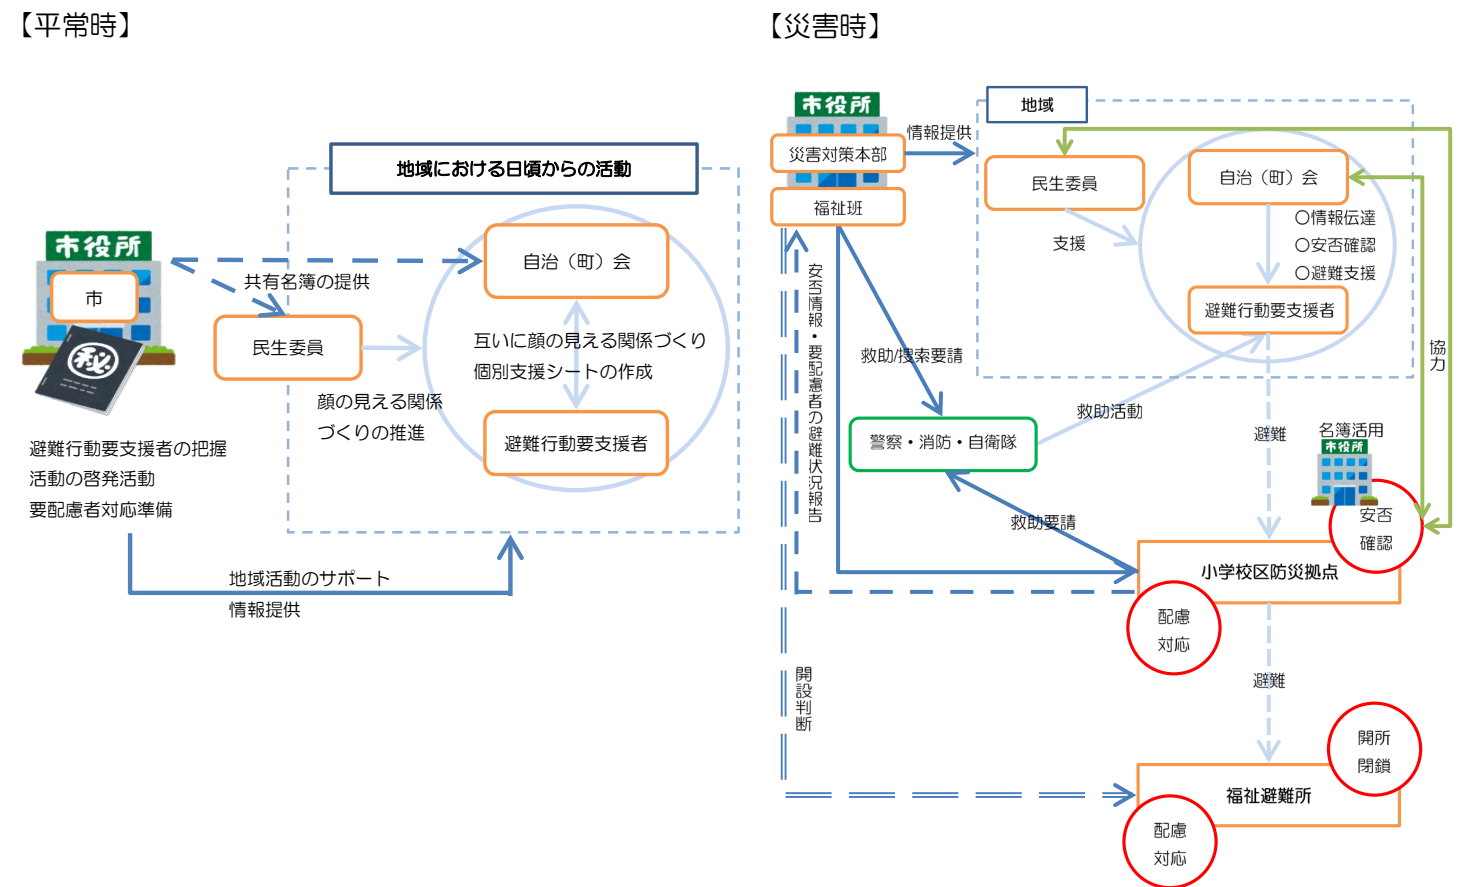 【平常時】
地域における日頃からの活動
市役所
市
㊙
共有名簿の提供
自治（町）会
民生委員
互いに顔の見える関係づくり
個別支援シートの作成
顔の見える関係
づくりの推進
避難行動要支援者
避難行動要支援者の把握
活動の啓発活動
要配慮者対応準備
地域活動のサポート
情報提供
【災害時】
市役所
災害対策本部
福祉班
情報提供
地域
民生委員
自治（町）会
支援
〇情報伝達
〇安否確認
〇避難支援
避難行動要支援者
安否情報・要配慮者の避難状況報告
救助/捜索要請
協力
救助活動
警察・消防・自衛隊
避難
名簿活用
市役所
安否
確認
救助要請
小学校区防災拠点
配慮
対応
開設判断
避難
開所
閉鎖
福祉避難所
配慮
対応